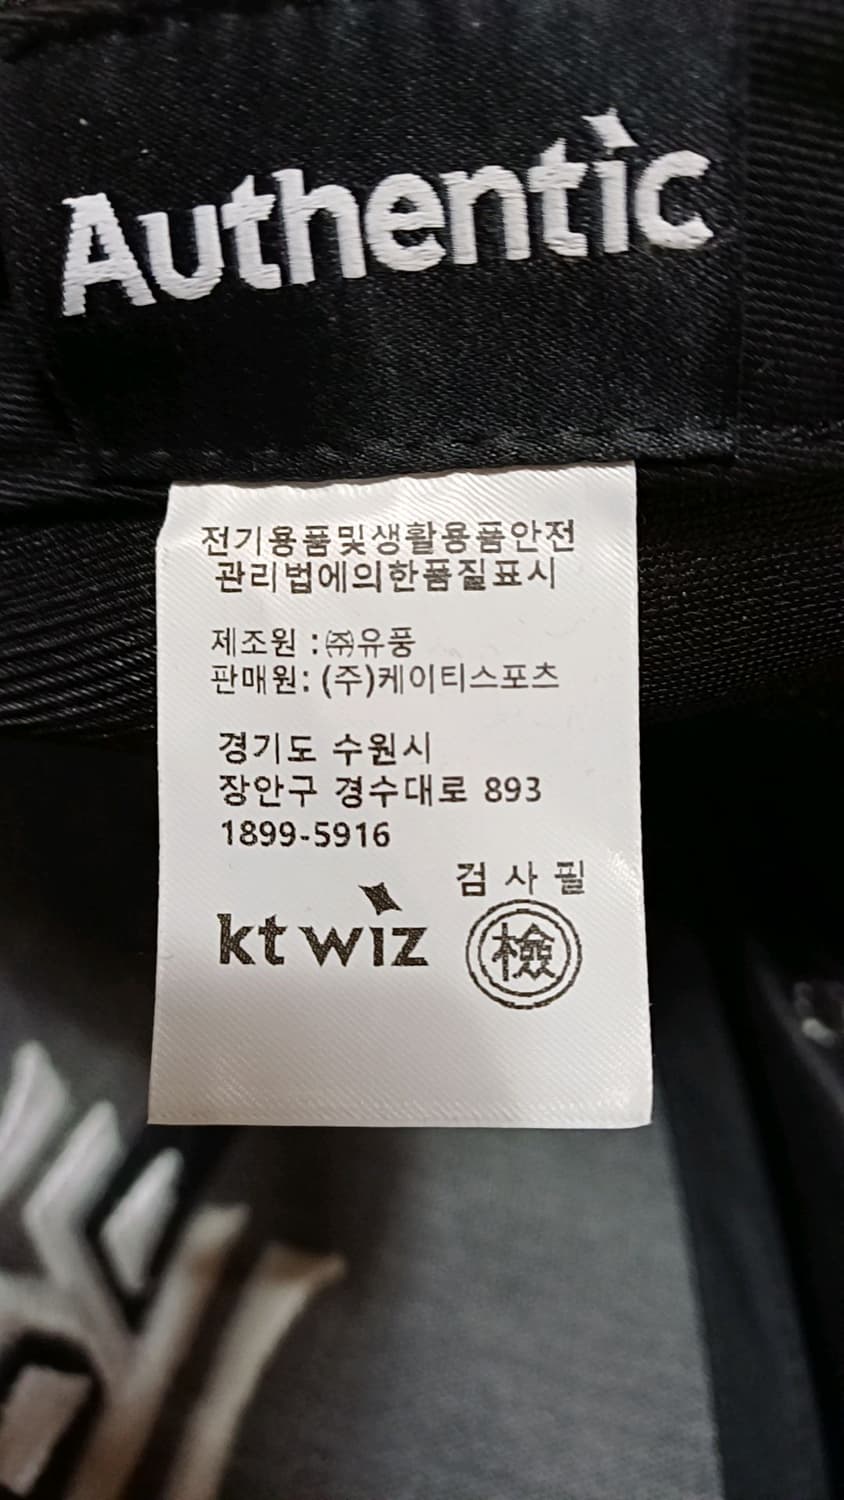 Authentic
전기용품및생활용품안전
관리법에의한품질표시
제조원 :㈜유풍
판매원: (주)케이티스포츠
경기도 수원시
장안구 경수대로 893
1899-5916
검 사 필
kt wiz
檢